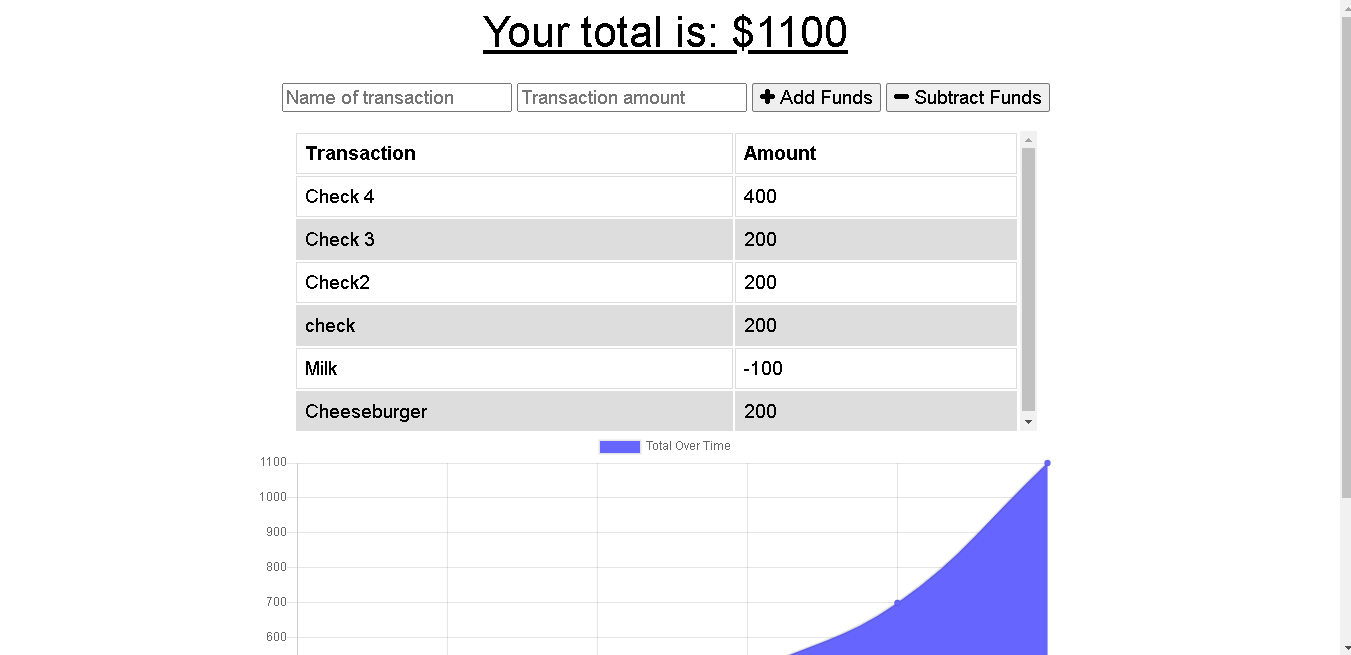 Your total is: $1100
Name of transaction Transaction amount Add Funds Subtract Funds
Transaction Amount
Check 4 400
Check 3 200
Check2 200
check 200
Milk -100
Cheeseburger 200
Total Over Time
1100
1000
900
800
700
600